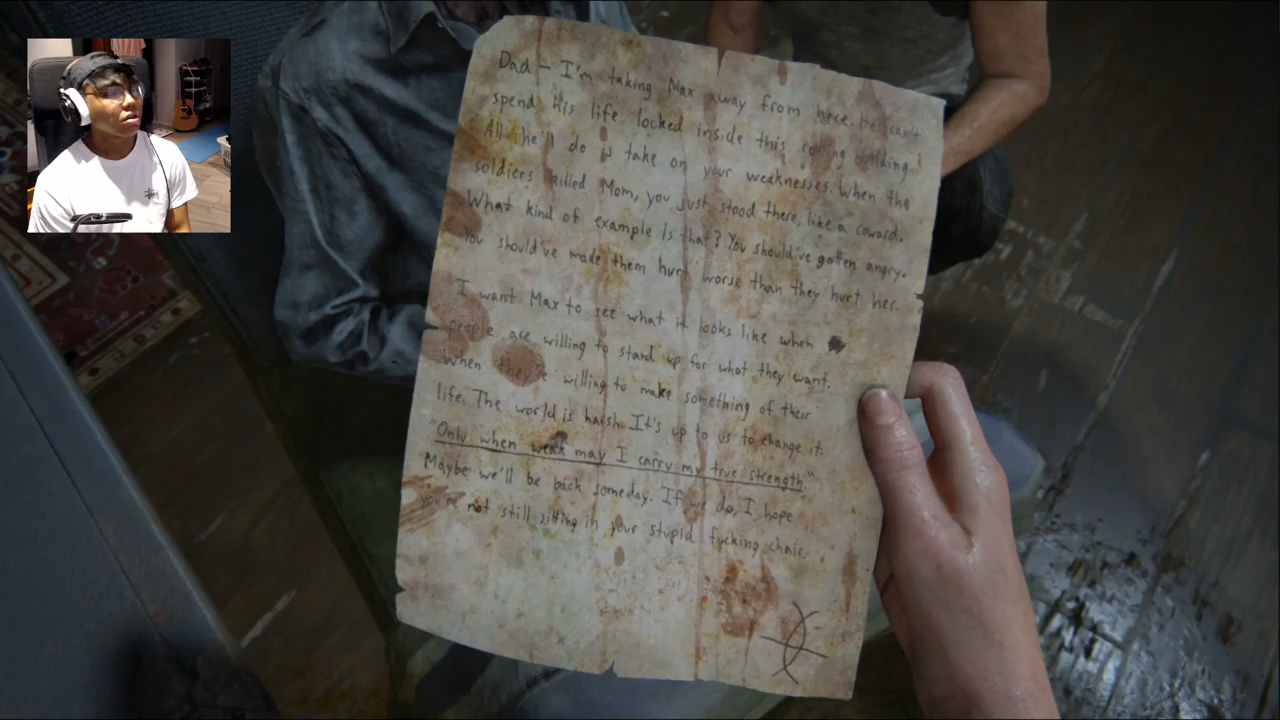 Dad - I'm taking Max away from here. He can't
spend his life locked inside this rotting building.
All he'll do is take on your weaknesses. When the
soldiers killed Mom, you just stood there, like a coward.
What kind of example is that? You should've gotten angry.
You should've made them hurt worse than they hurt her.
I want Max to see what it looks like when
people are willing to stand up for what they want.
When they're willing to make something of their
life. The world is harsh. It's up to us to change it.
"Only when weak may I carry my true strength."
Maybe we'll be back someday. If we do, I hope
you're not still sitting in your stupid fucking chair.